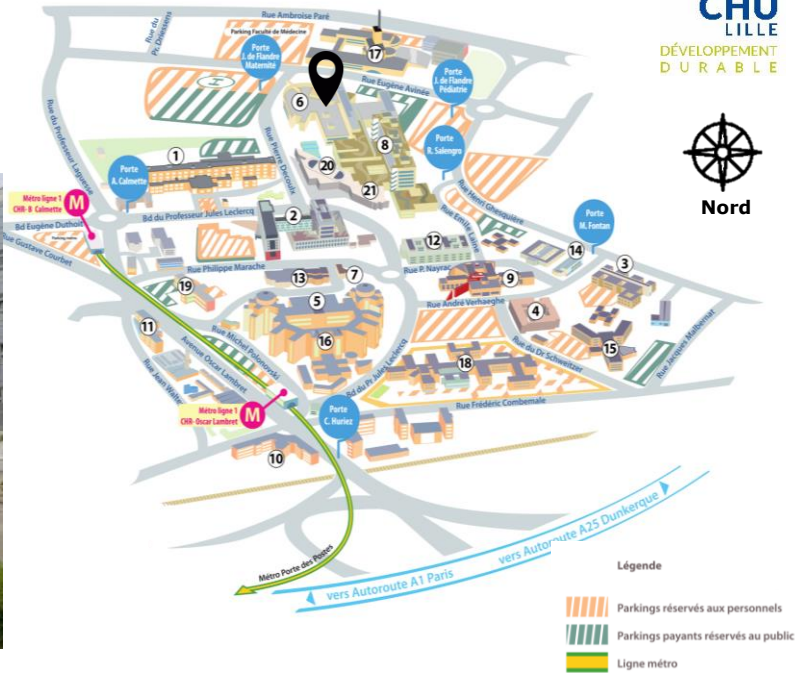 CHU
LILLE
DÉVELOPPEMENT
DURABLE
Nord
Rue Ambroise Paré
Rue du
Pr. Driessens
Parking Faculté de Médecine
17
Porte
J. de Flandre
Maternité
Rue Eugène Avinée
Porte
J. de Flandre
Pédiatrie
H
6
8
Rue du Professeur Laguesse
1
Rue Pierre Decoulx
20
21
Porte
R. Salengro
Porte
A. Calmette
Rue Henri Ghesquière
Métro ligne 1
CHR-B Calmette
M
Bd du Professeur Jules Leclercq
2
Rue Emile Laine
Porte
M. Fontan
Bd Eugène Duthoit
Rue Gustave Courbet
12
14
3
Rue Philippe Marache
13
7
Rue P. Nayrac
9
19
5
Rue André Verhaeghe
4
11
16
15
Rue Michel Polonovski
Avenue Oscar Lambret
Rue Jean Walter
Bd du Pr Jules Leclercq
18
Rue du Dr Schweitzer
Rue Jacques Malbernat
Métro ligne 1
CHR-Oscar Lambret
M
Porte
C. Huriez
Rue Frédéric Combemale
10
Métro Porte des Postes
vers Autoroute A1 Paris
vers Autoroute A25 Dunkerque
Légende
Parkings réservés aux personnels
Parkings payants réservés au public
Ligne métro